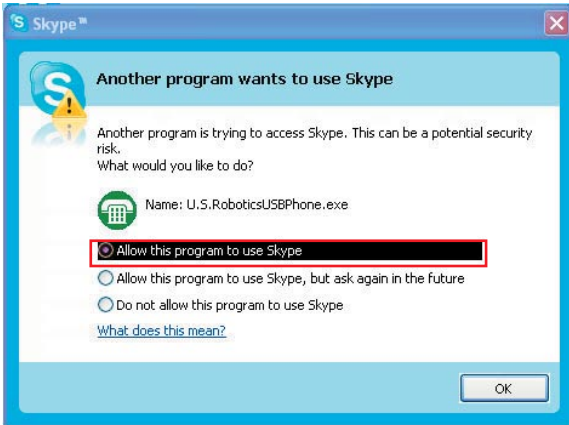 Skype™
Another program wants to use Skype
Another program is trying to access Skype. This can be a potential security
risk.
What would you like to do?
Name: U.S.RoboticsUSBPhone.exe
Allow this program to use Skype
Allow this program to use Skype, but ask again in the future
Do not allow this program to use Skype
What does this mean?
OK